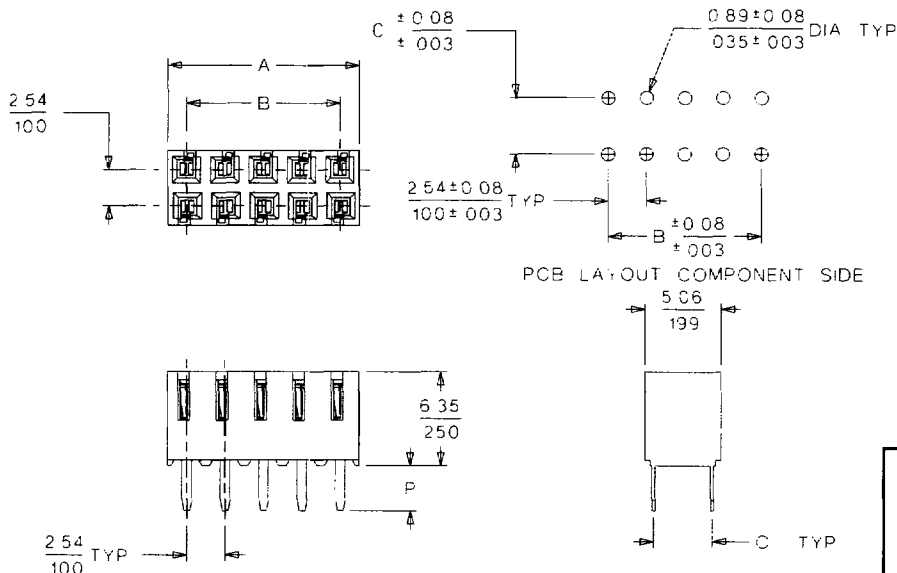 C ± 0 08
± 003
0 89 ± 0 08 DIA TYP
035 ± 003
A
B
2 54
100
2 54 ± 0 08 TYP
100 ± 003
B ± 0 08
± 003
PCB LAYOUT COMPONENT SIDE
5 06
199
6 35
250
P
2 54 TYP
100
C TYP